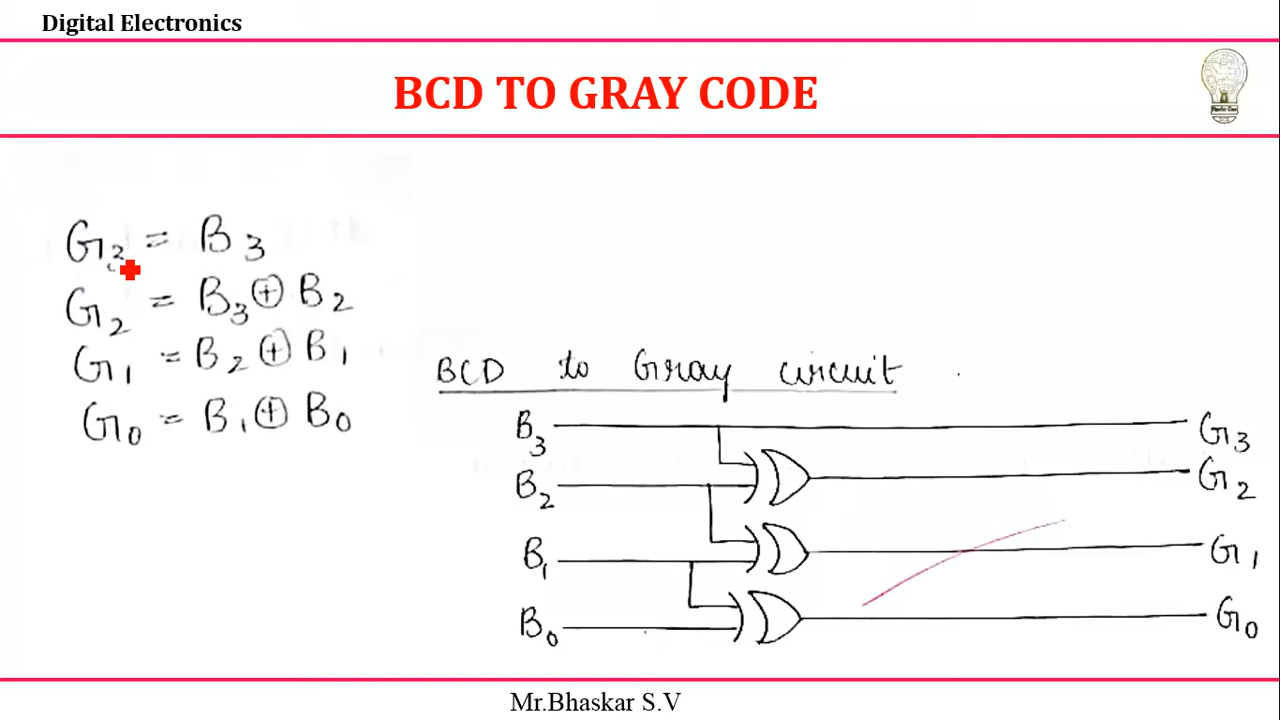 Digital Electronics
BCD TO GRAY CODE
G3 = B3
G2 = B3 ⊕ B2
G1 = B2 ⊕ B1
G0 = B1 ⊕ B0
BCD to Gray circuit
B3 G3
B2 G2
B1 G1
B0 G0
Mr.Bhaskar S.V